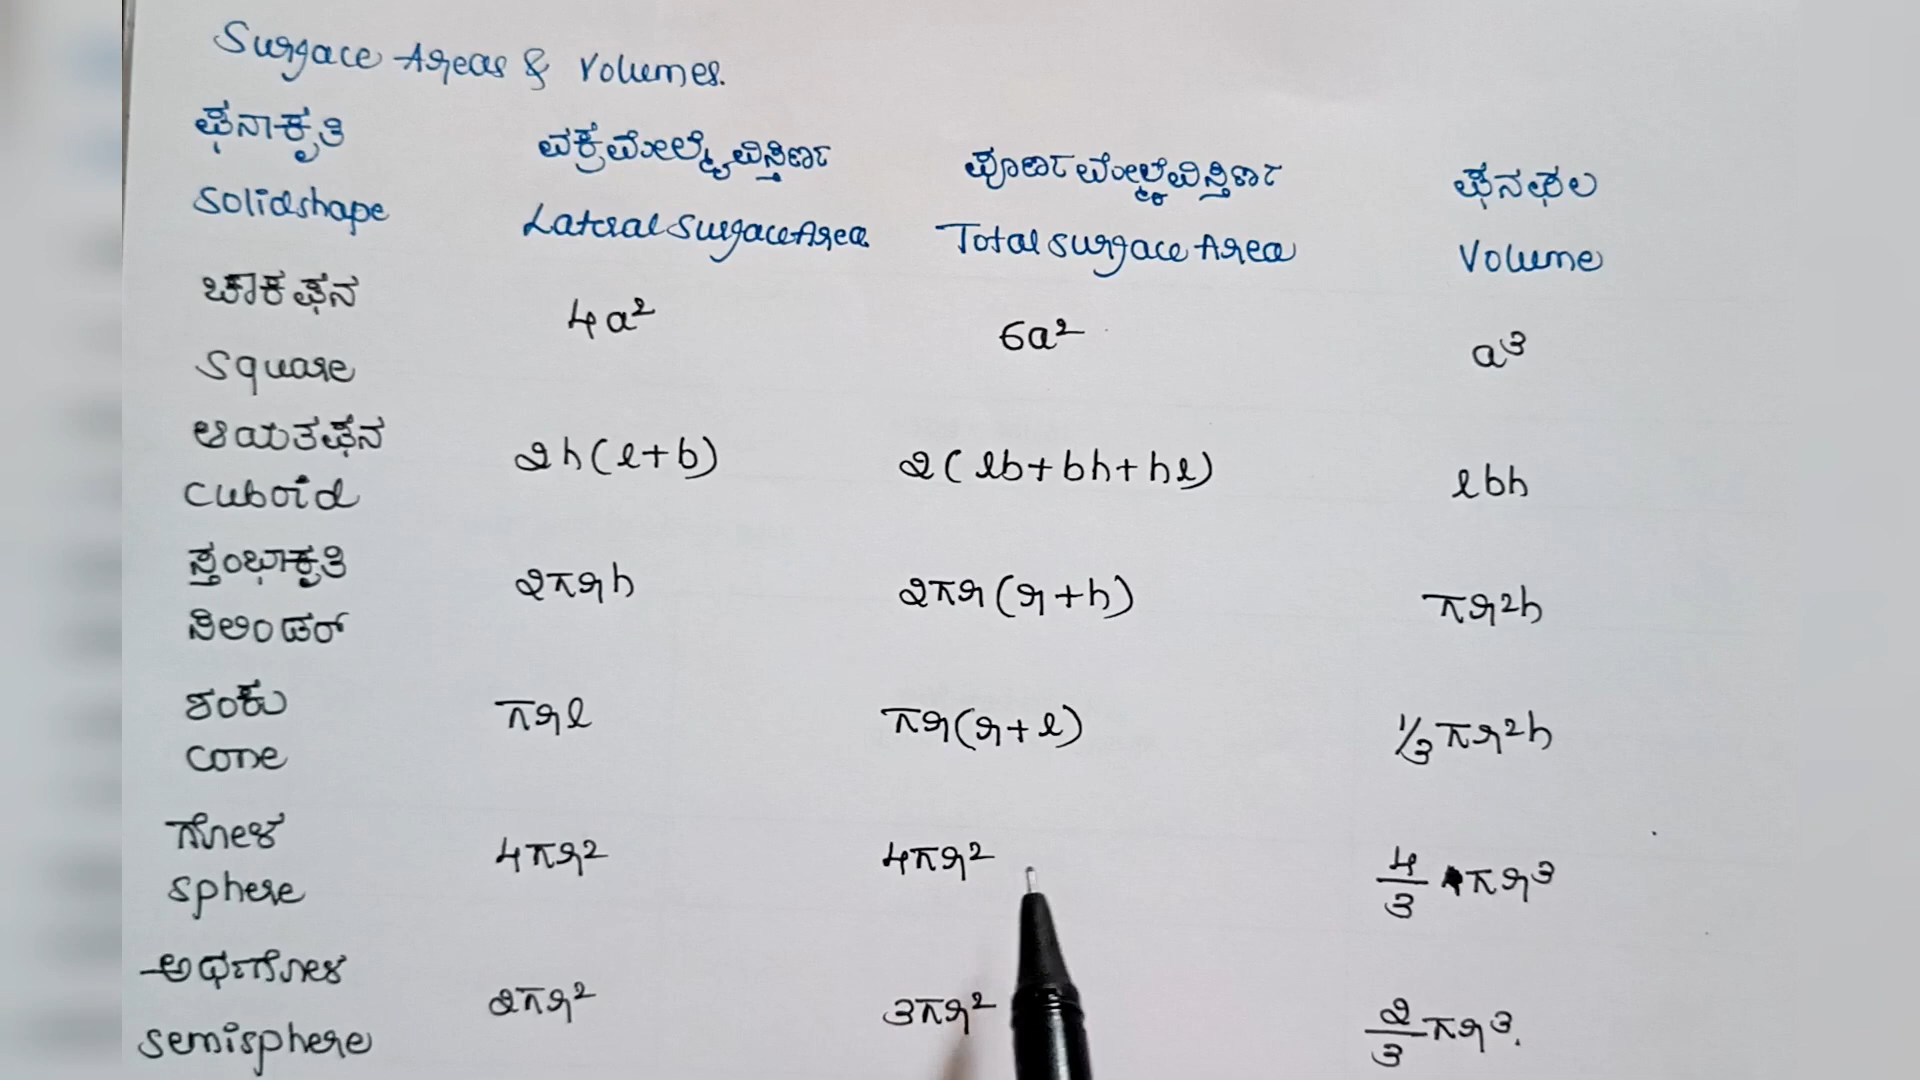 Surface Areas & Volumes.
ಘನಾಕೃತಿ ವಕ್ರಮೇಲ್ಮೈವಿಸ್ತೀರ್ಣ ಪೂರ್ಣಮೇಲ್ಮೈವಿಸ್ತೀರ್ಣ ಘನಫಲ
Solidshape Lateral Surface Area Total surface Area Volume
ಚೌಕಘನ 4a² 6a² a³
Square
ಆಯತಘನ 2h(l+b) 2(lb+bh+hl) lbh
Cuboid
ಸ್ತಂಭಾಕೃತಿ 2πrh 2πr(r+h) πr²h
ಸಿಲಿಂಡರ್
ಶಂಕು πrl πr(r+l) 1/3πr²h
Cone
ಗೋಳ 4πr² 4πr² 4/3 πr³
Sphere
ಅರ್ಧಗೋಳ 2πr² 3πr² 2/3πr³.
Semisphere